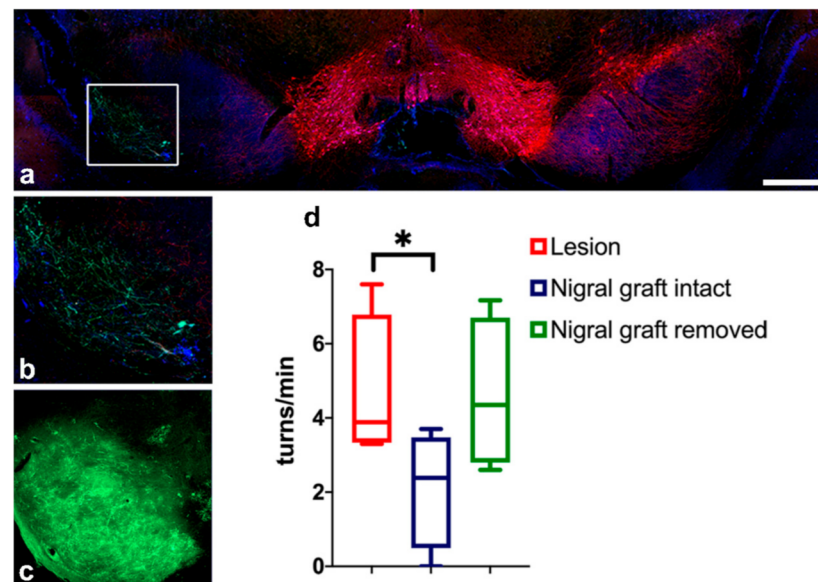 a
b
c
d
*
Lesion
Nigral graft intact
Nigral graft removed
turns/min
8
6
4
2
0